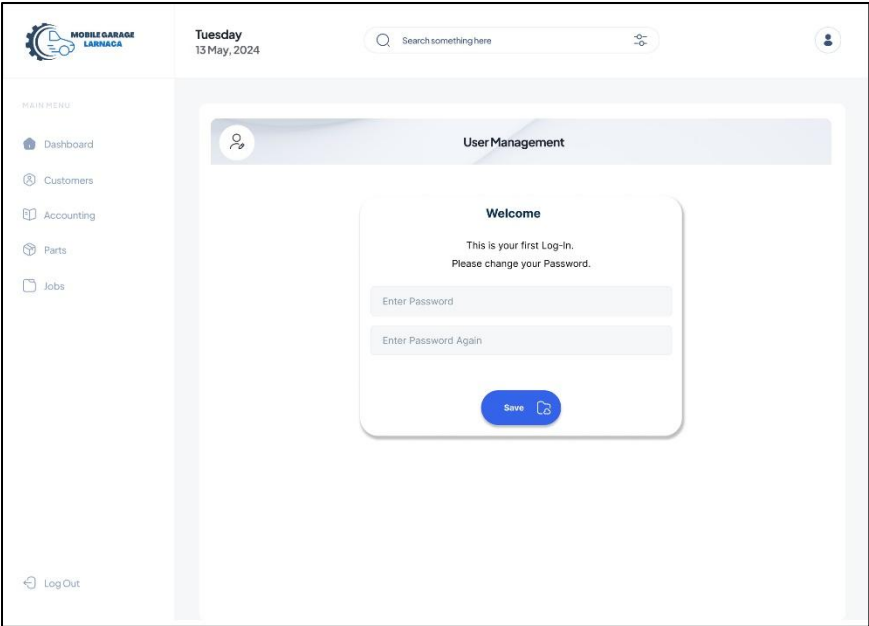 MOBILE GARAGE
LARNACA
Tuesday
13 May, 2024
Search something here
MAIN MENU
Dashboard
Customers
Accounting
Parts
Jobs
Log Out
User Management
Welcome
This is your first Log-In.
Please change your Password.
Enter Password
Enter Password Again
Save